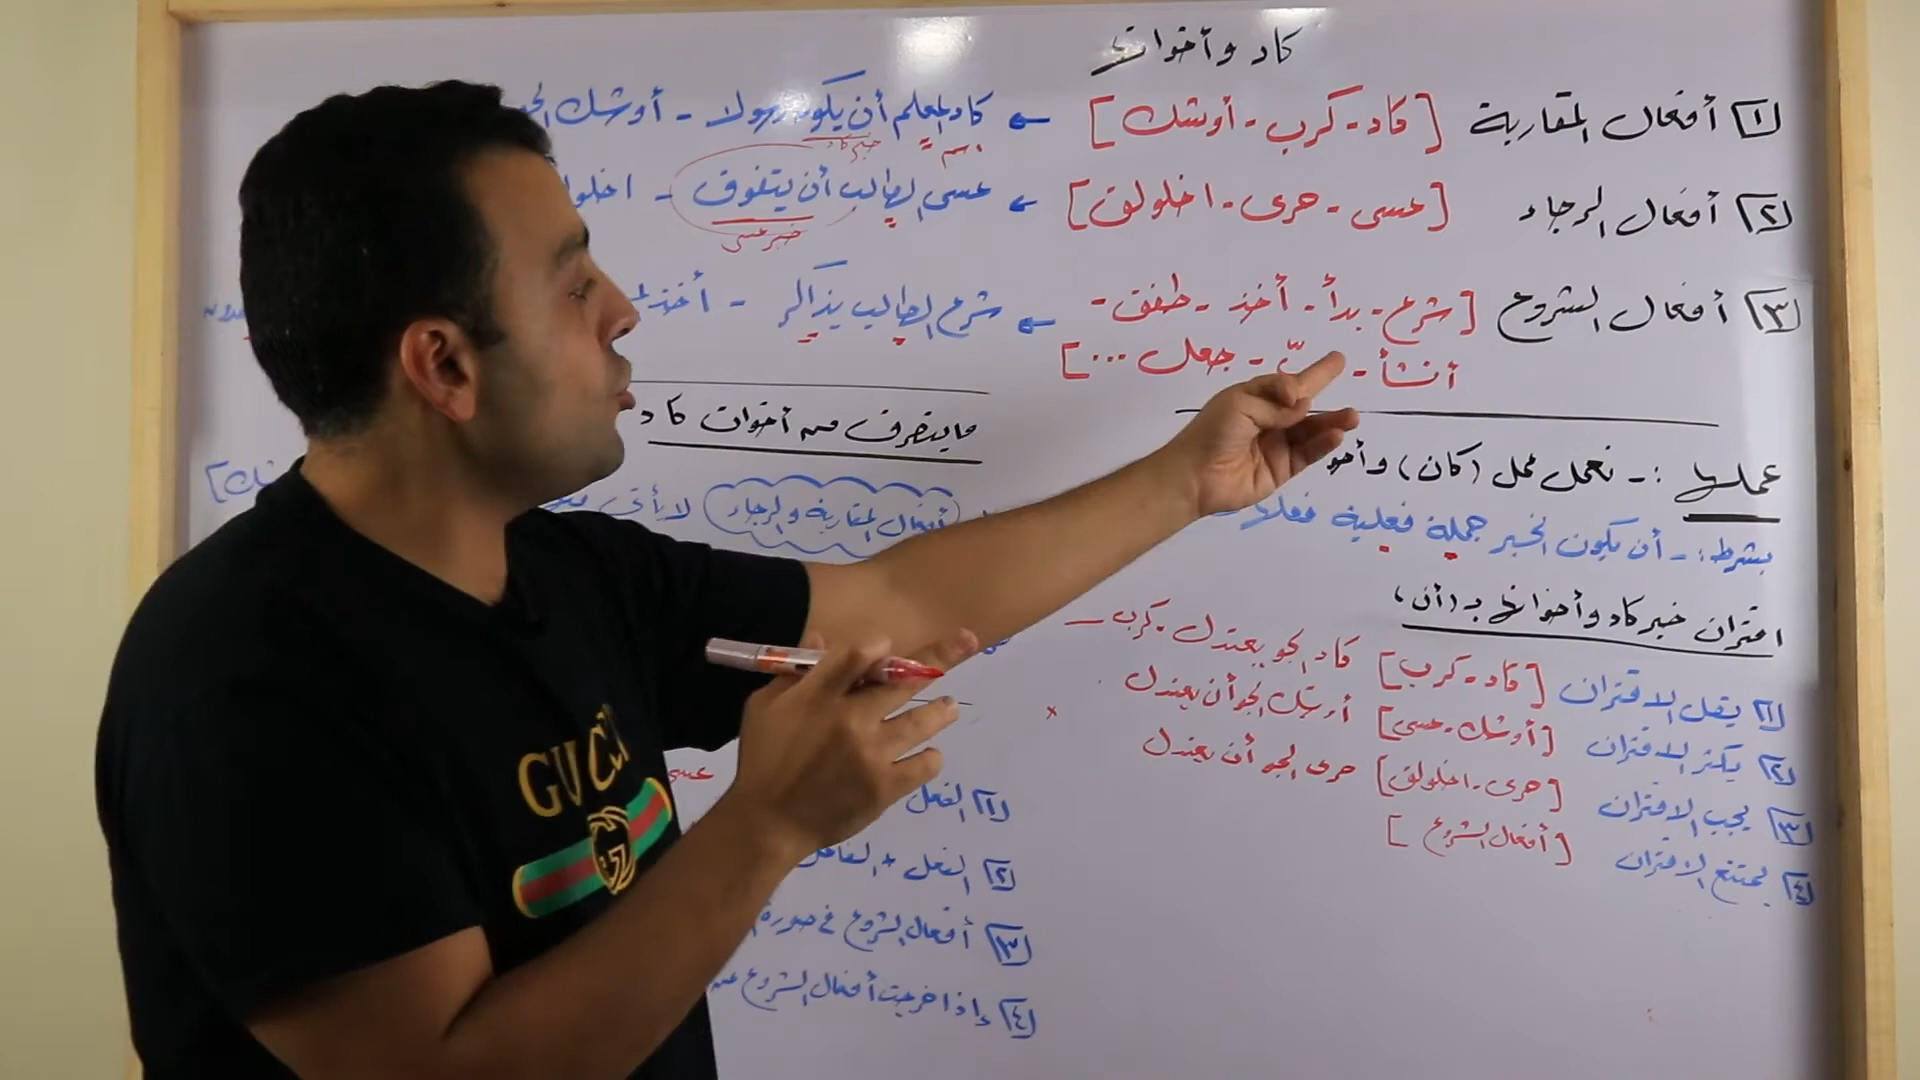 كاد وأخواتها
١ أفعال المقاربة [كاد - كرب - أوشك] ← كاد المعلم أن يكون رسولا - أوشك
خبر كاد
٢ أفعال الرجاء [عسى - حرى - اخلولق] ← عسى الطالب أن يتفوق -
خبر عسى
٣ أفعال الشروع [شرع - بدأ - أخذ - طفق - ← شرع الطالب يذاكر - أخذ
أنشأ - - جعل ...]
عملها :- تعمل عمل (كان)
بشرط :- أن يكون الخبر جملة فعلية فعلها
اقتران خبر كاد وأخواتها بـ (أن)
١ يقل الاقتران [كاد - كرب] كاد الجو يعتدل - كرب
٢ يكثر الاقتران [أوشك - عسى] أوشك الجو أن يعتدل
٣ يجب الاقتران [حرى - اخلولق] حرى الجو أن يعتدل
٤ يمتنع الاقتران [أفعال الشروع]
ما يتصرف من أخوات كاد
أفعال المقاربة والرجاء لا يأتي
عسى
١ الفعل
٢ الفعل + الفاعل
٣ أفعال الشروع في صورة
٤ إذا خرجت أفعال الشروع عن
GUCCI